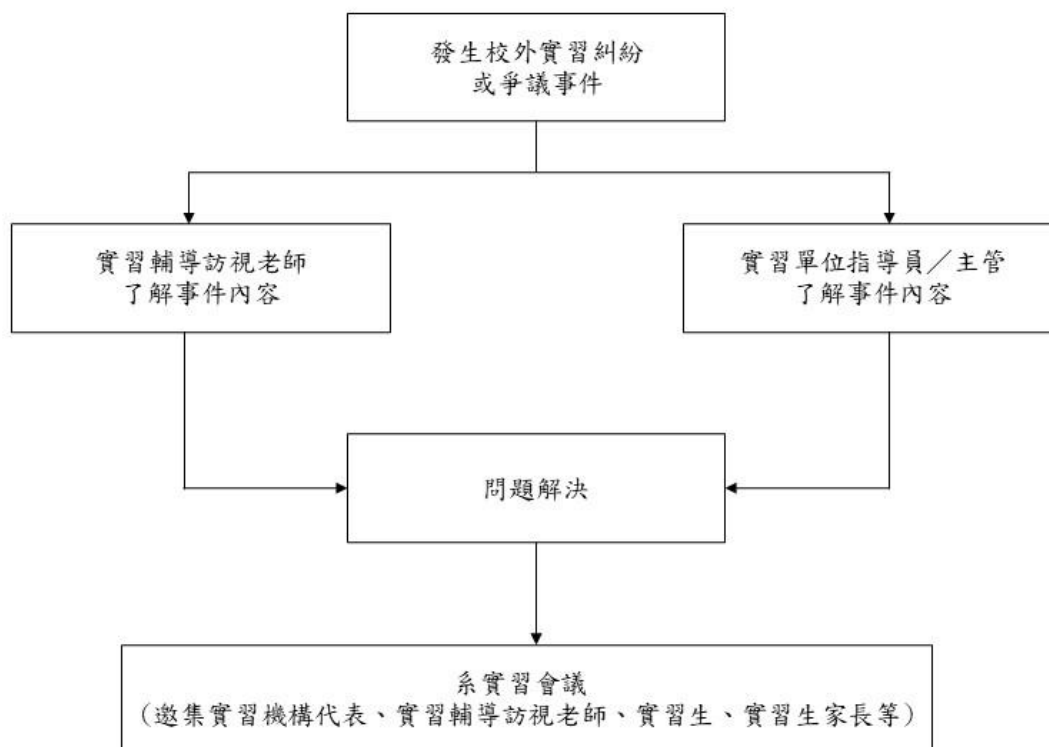 發生校外實習糾紛
或爭議事件
實習輔導訪視老師
了解事件內容
實習單位指導員／主管
了解事件內容
問題解決
系實習會議
（邀集實習機構代表、實習輔導訪視老師、實習生、實習生家長等）